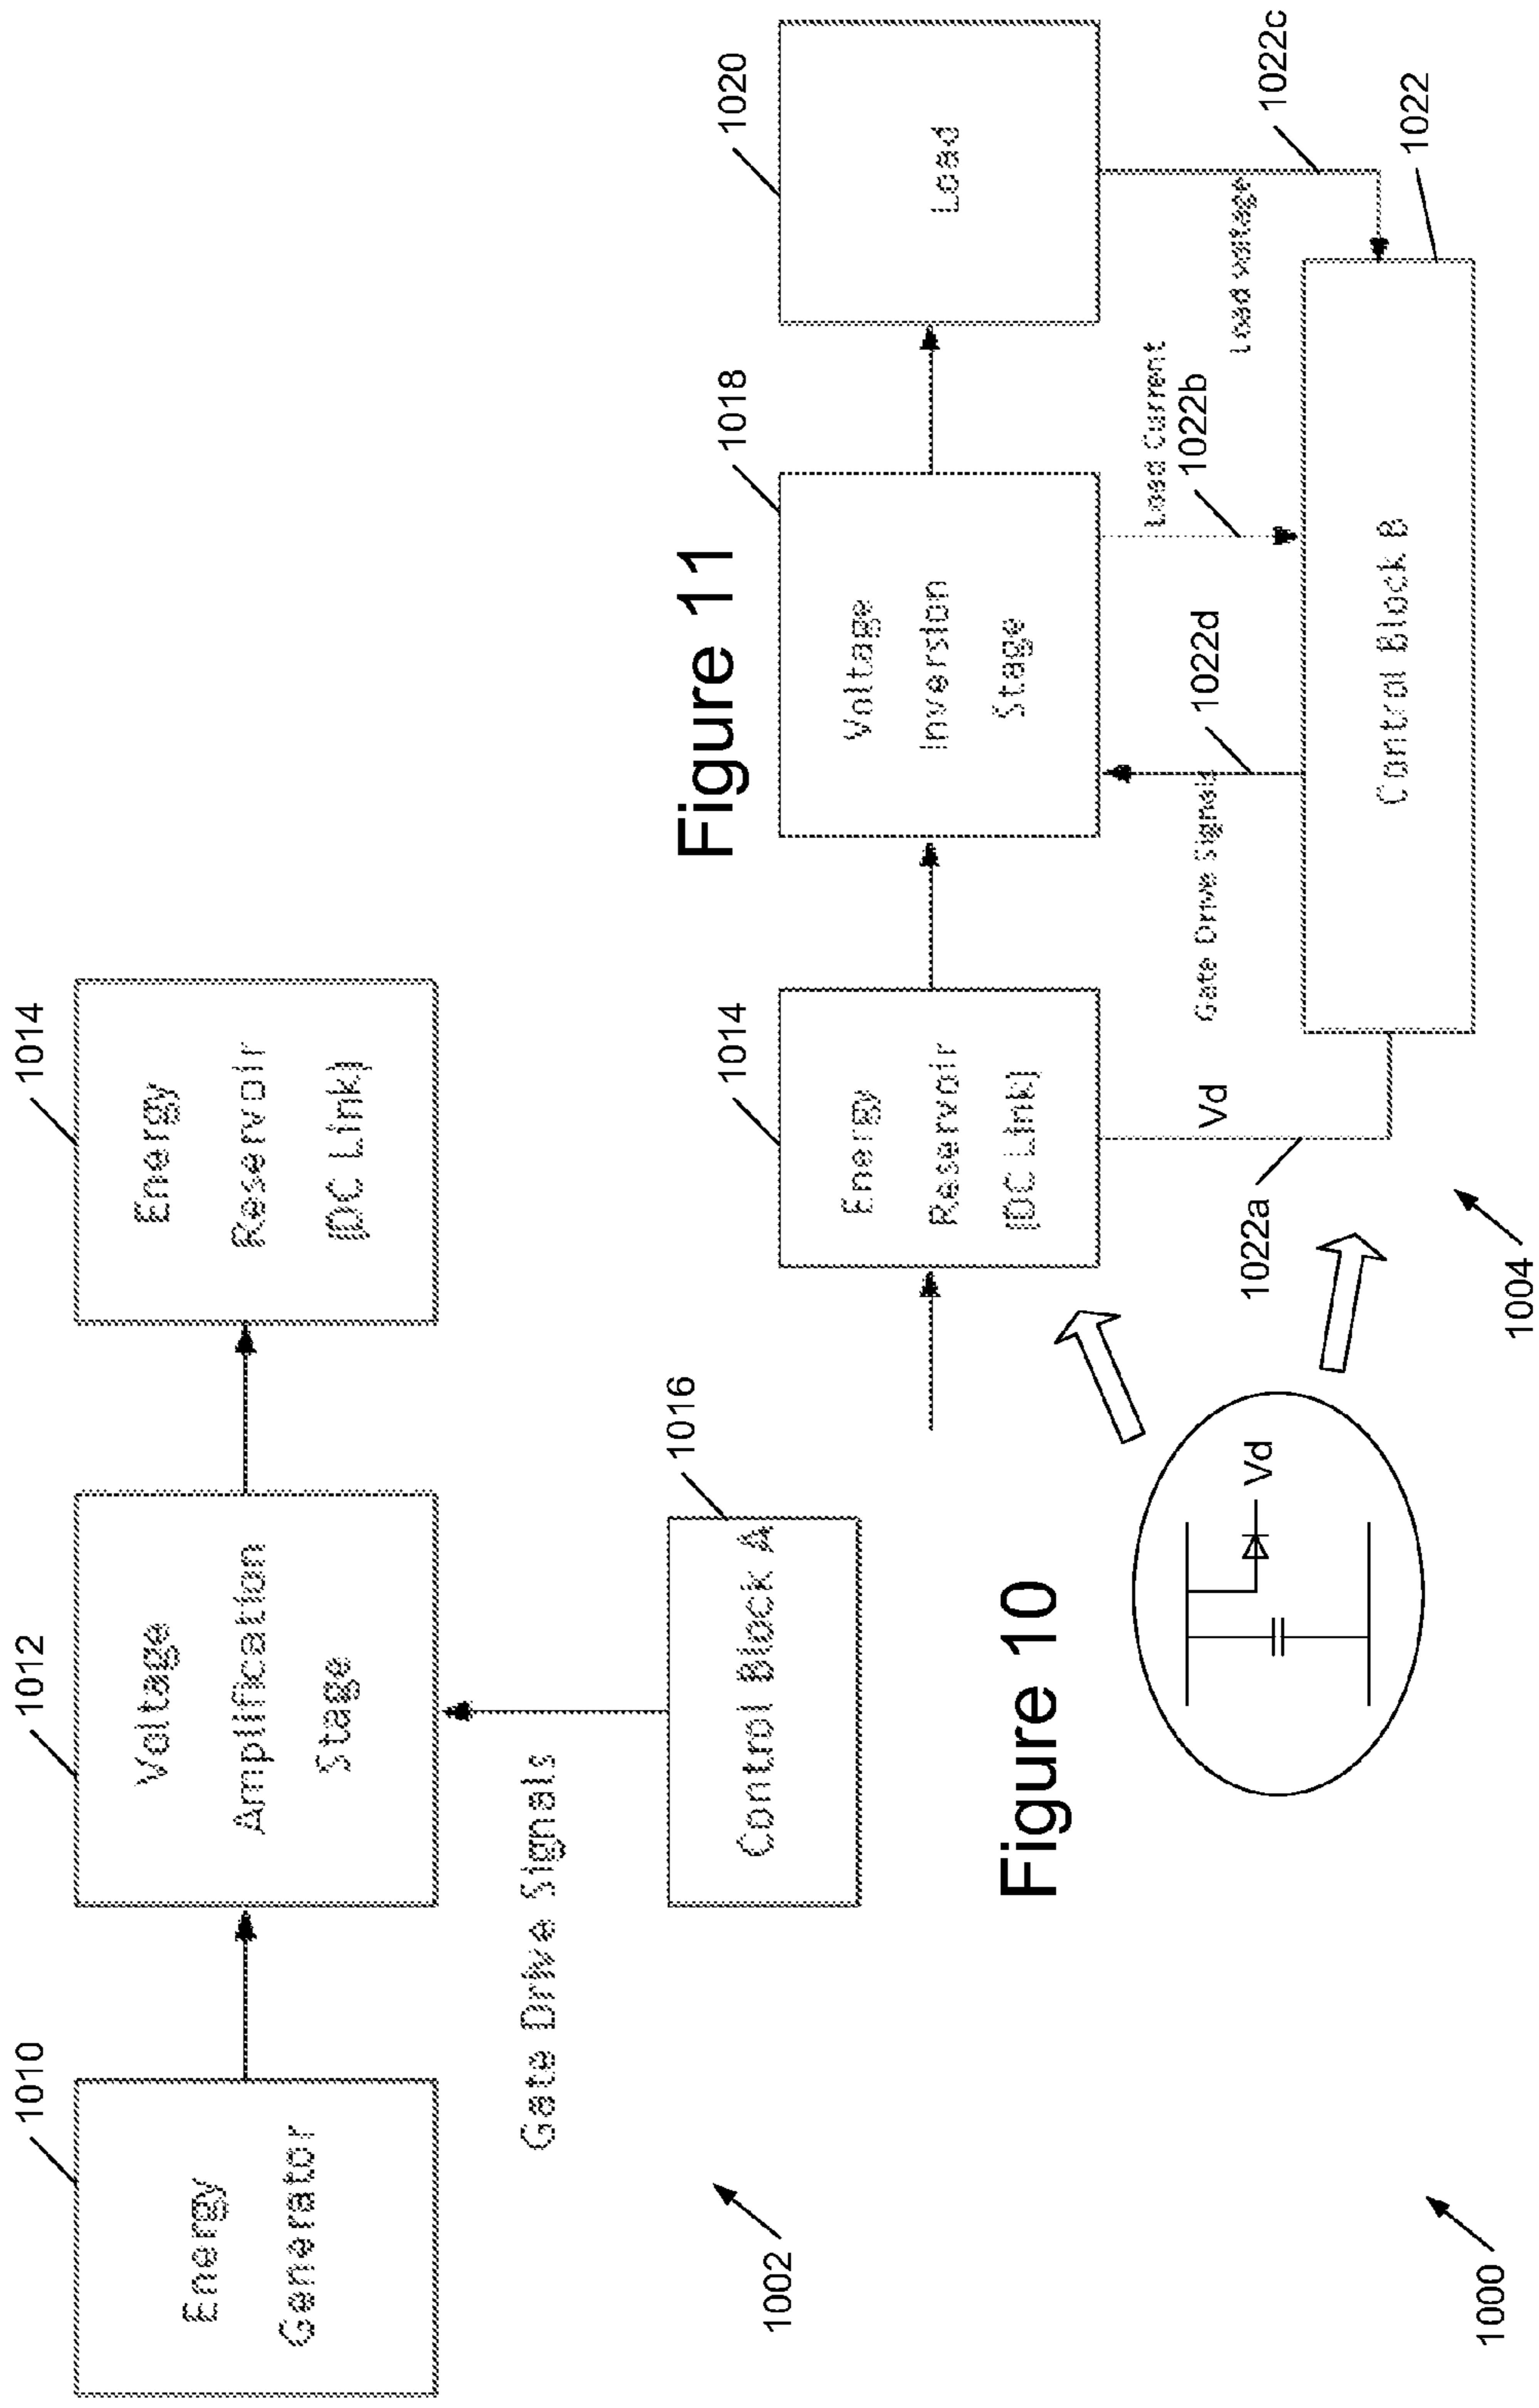 1010
Energy
Generator
1012
Voltage
Amplification
Stage
1014
Energy
Reservoir
(DC Link)
Gate Drive Signals
1016
Control Block A
1002
Figure 10
Figure 11
1014
Energy
Reservoir
(DC Link)
1018
Voltage
Inversion
Stage
1020
Load
Vd
1022a
Gate Drive Signals
1022d
Load Current
1022b
Load voltage
1022c
Control Block B
1022
Vd
1004
1000